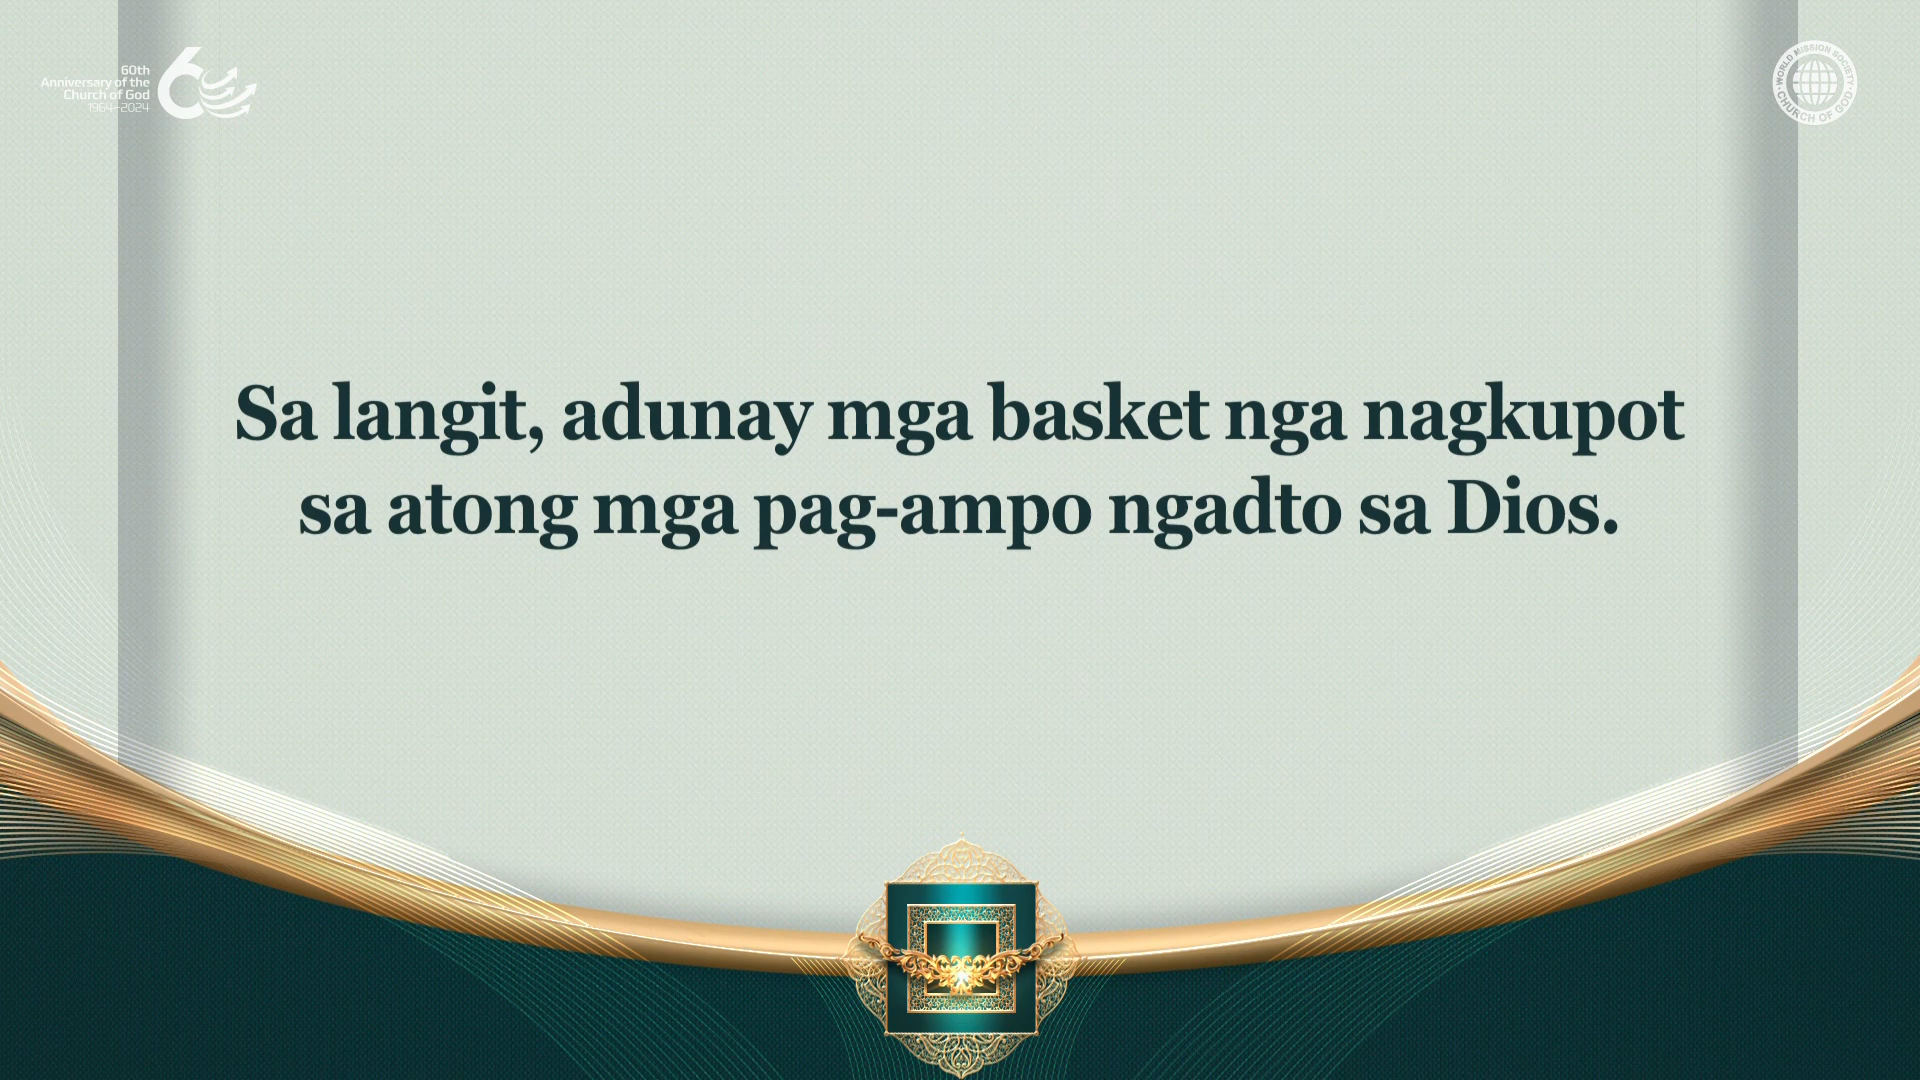 60th
Anniversary of the
Church of God
1964–2024
WORLD MISSION SOCIETY
CHURCH OF GOD
Sa langit, adunay mga basket nga nagkupot
sa atong mga pag-ampo ngadto sa Dios.